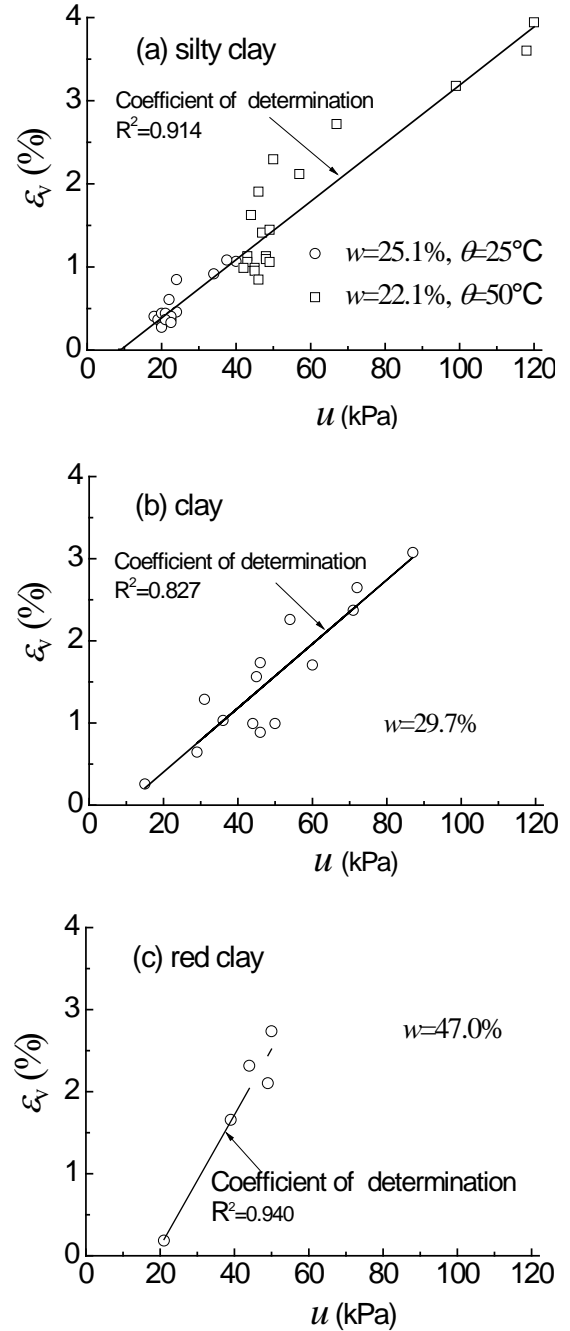 4
(a) silty clay
3
Coefficient of determination
R²=0.914
εᵥ (%)
2
w=25.1%, θ=25°C
1
w=22.1%, θ=50°C
0
0 20 40 60 80 100 120
u (kPa)
4
(b) clay
3
Coefficient of determination
R²=0.827
εᵥ (%)
2
1
w=29.7%
0
0 20 40 60 80 100 120
u (kPa)
4
(c) red clay
3
w=47.0%
εᵥ (%)
2
1
Coefficient of determination
R²=0.940
0
0 20 40 60 80 100 120
u (kPa)